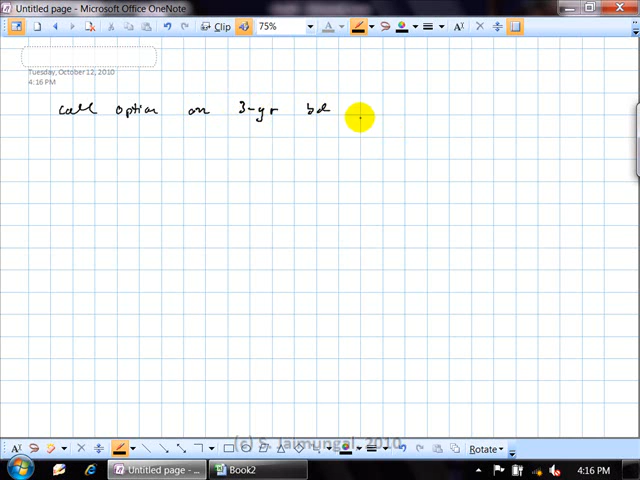 Untitled page - Microsoft Office OneNote
Clip 75%
Tuesday, October 12, 2010
4:16 PM
call option on 3-yr bd
(c) S. Jaimungal, 2010
Rotate
Untitled page - ... Book2 4:16 PM